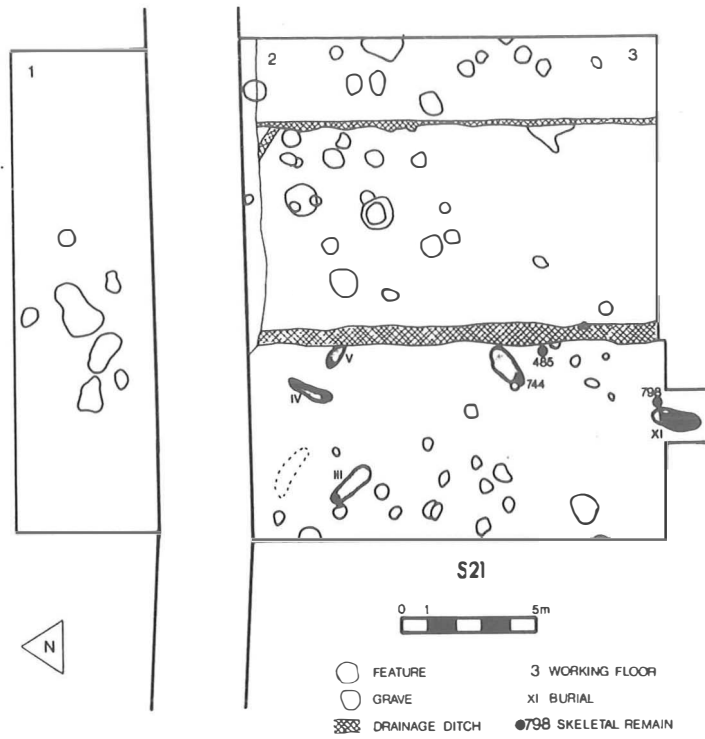 1
2
3
V
485
IV
744
798
XI
III
S21
0 1 5m
N
FEATURE
3 WORKING FLOOR
GRAVE
XI BURIAL
DRAINAGE DITCH
798 SKELETAL REMAIN